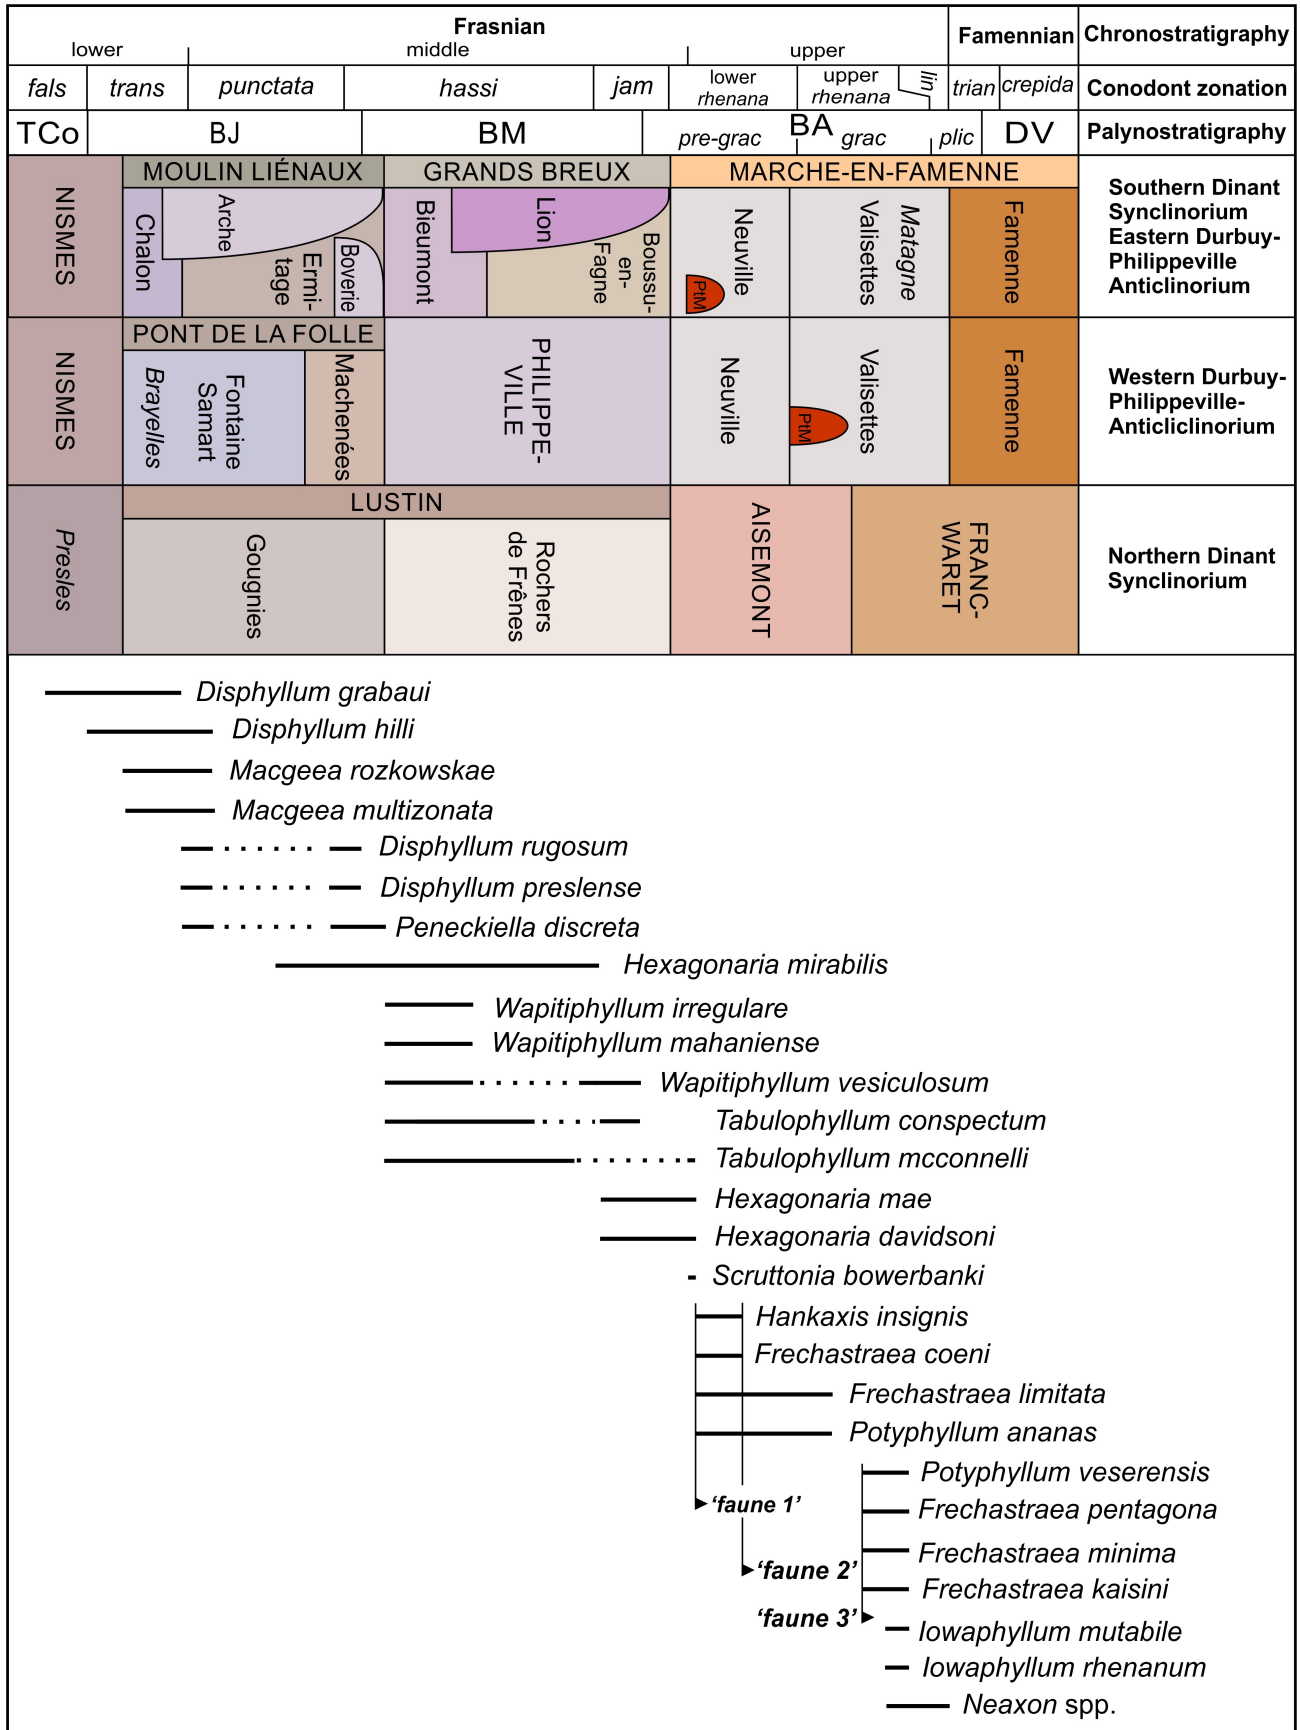 Frasnian
Famennian
Chronostratigraphy
lower
middle
upper
fals
trans
punctata
hassi
jam
lower
rhenana
upper
rhenana
lin
trian
crepida
Conodont zonation
TCo
BJ
BM
pre-grac
BA
grac
plic
DV
Palynostratigraphy
NISMES
MOULIN LIÉNAUX
GRANDS BREUX
MARCHE-EN-FAMENNE
Chalon
Arche
Ermi-
tage
Boverie
Bieumont
Lion
Boussu-
en-
Fagne
PtM
Neuville
Valisettes
Matagne
Famenne
Southern Dinant
Synclinorium
Eastern Durbuy-
Philippeville
Anticlinorium
NISMES
PONT DE LA FOLLE
Brayelles
Fontaine
Samart
Machenées
PHILIPPE-
VILLE
Neuville
PtM
Valisettes
Famenne
Western Durbuy-
Philippeville-
Anticliclinorium
Presles
LUSTIN
Gougnies
Rochers
de Frênes
AISEMONT
FRANC-
WARET
Northern Dinant
Synclinorium
Disphyllum grabaui
Disphyllum hilli
Macgeea rozkowskae
Macgeea multizonata
Disphyllum rugosum
Disphyllum preslense
Peneckiella discreta
Hexagonaria mirabilis
Wapitiphyllum irregulare
Wapitiphyllum mahaniense
Wapitiphyllum vesiculosum
Tabulophyllum conspectum
Tabulophyllum mcconnelli
Hexagonaria mae
Hexagonaria davidsoni
Scruttonia bowerbanki
Hankaxis insignis
Frechastraea coeni
Frechastraea limitata
Potyphyllum ananas
Potyphyllum veserensis
‘faune 1’
Frechastraea pentagona
Frechastraea minima
‘faune 2’
Frechastraea kaisini
‘faune 3’
Iowaphyllum mutabile
Iowaphyllum rhenanum
Neaxon spp.